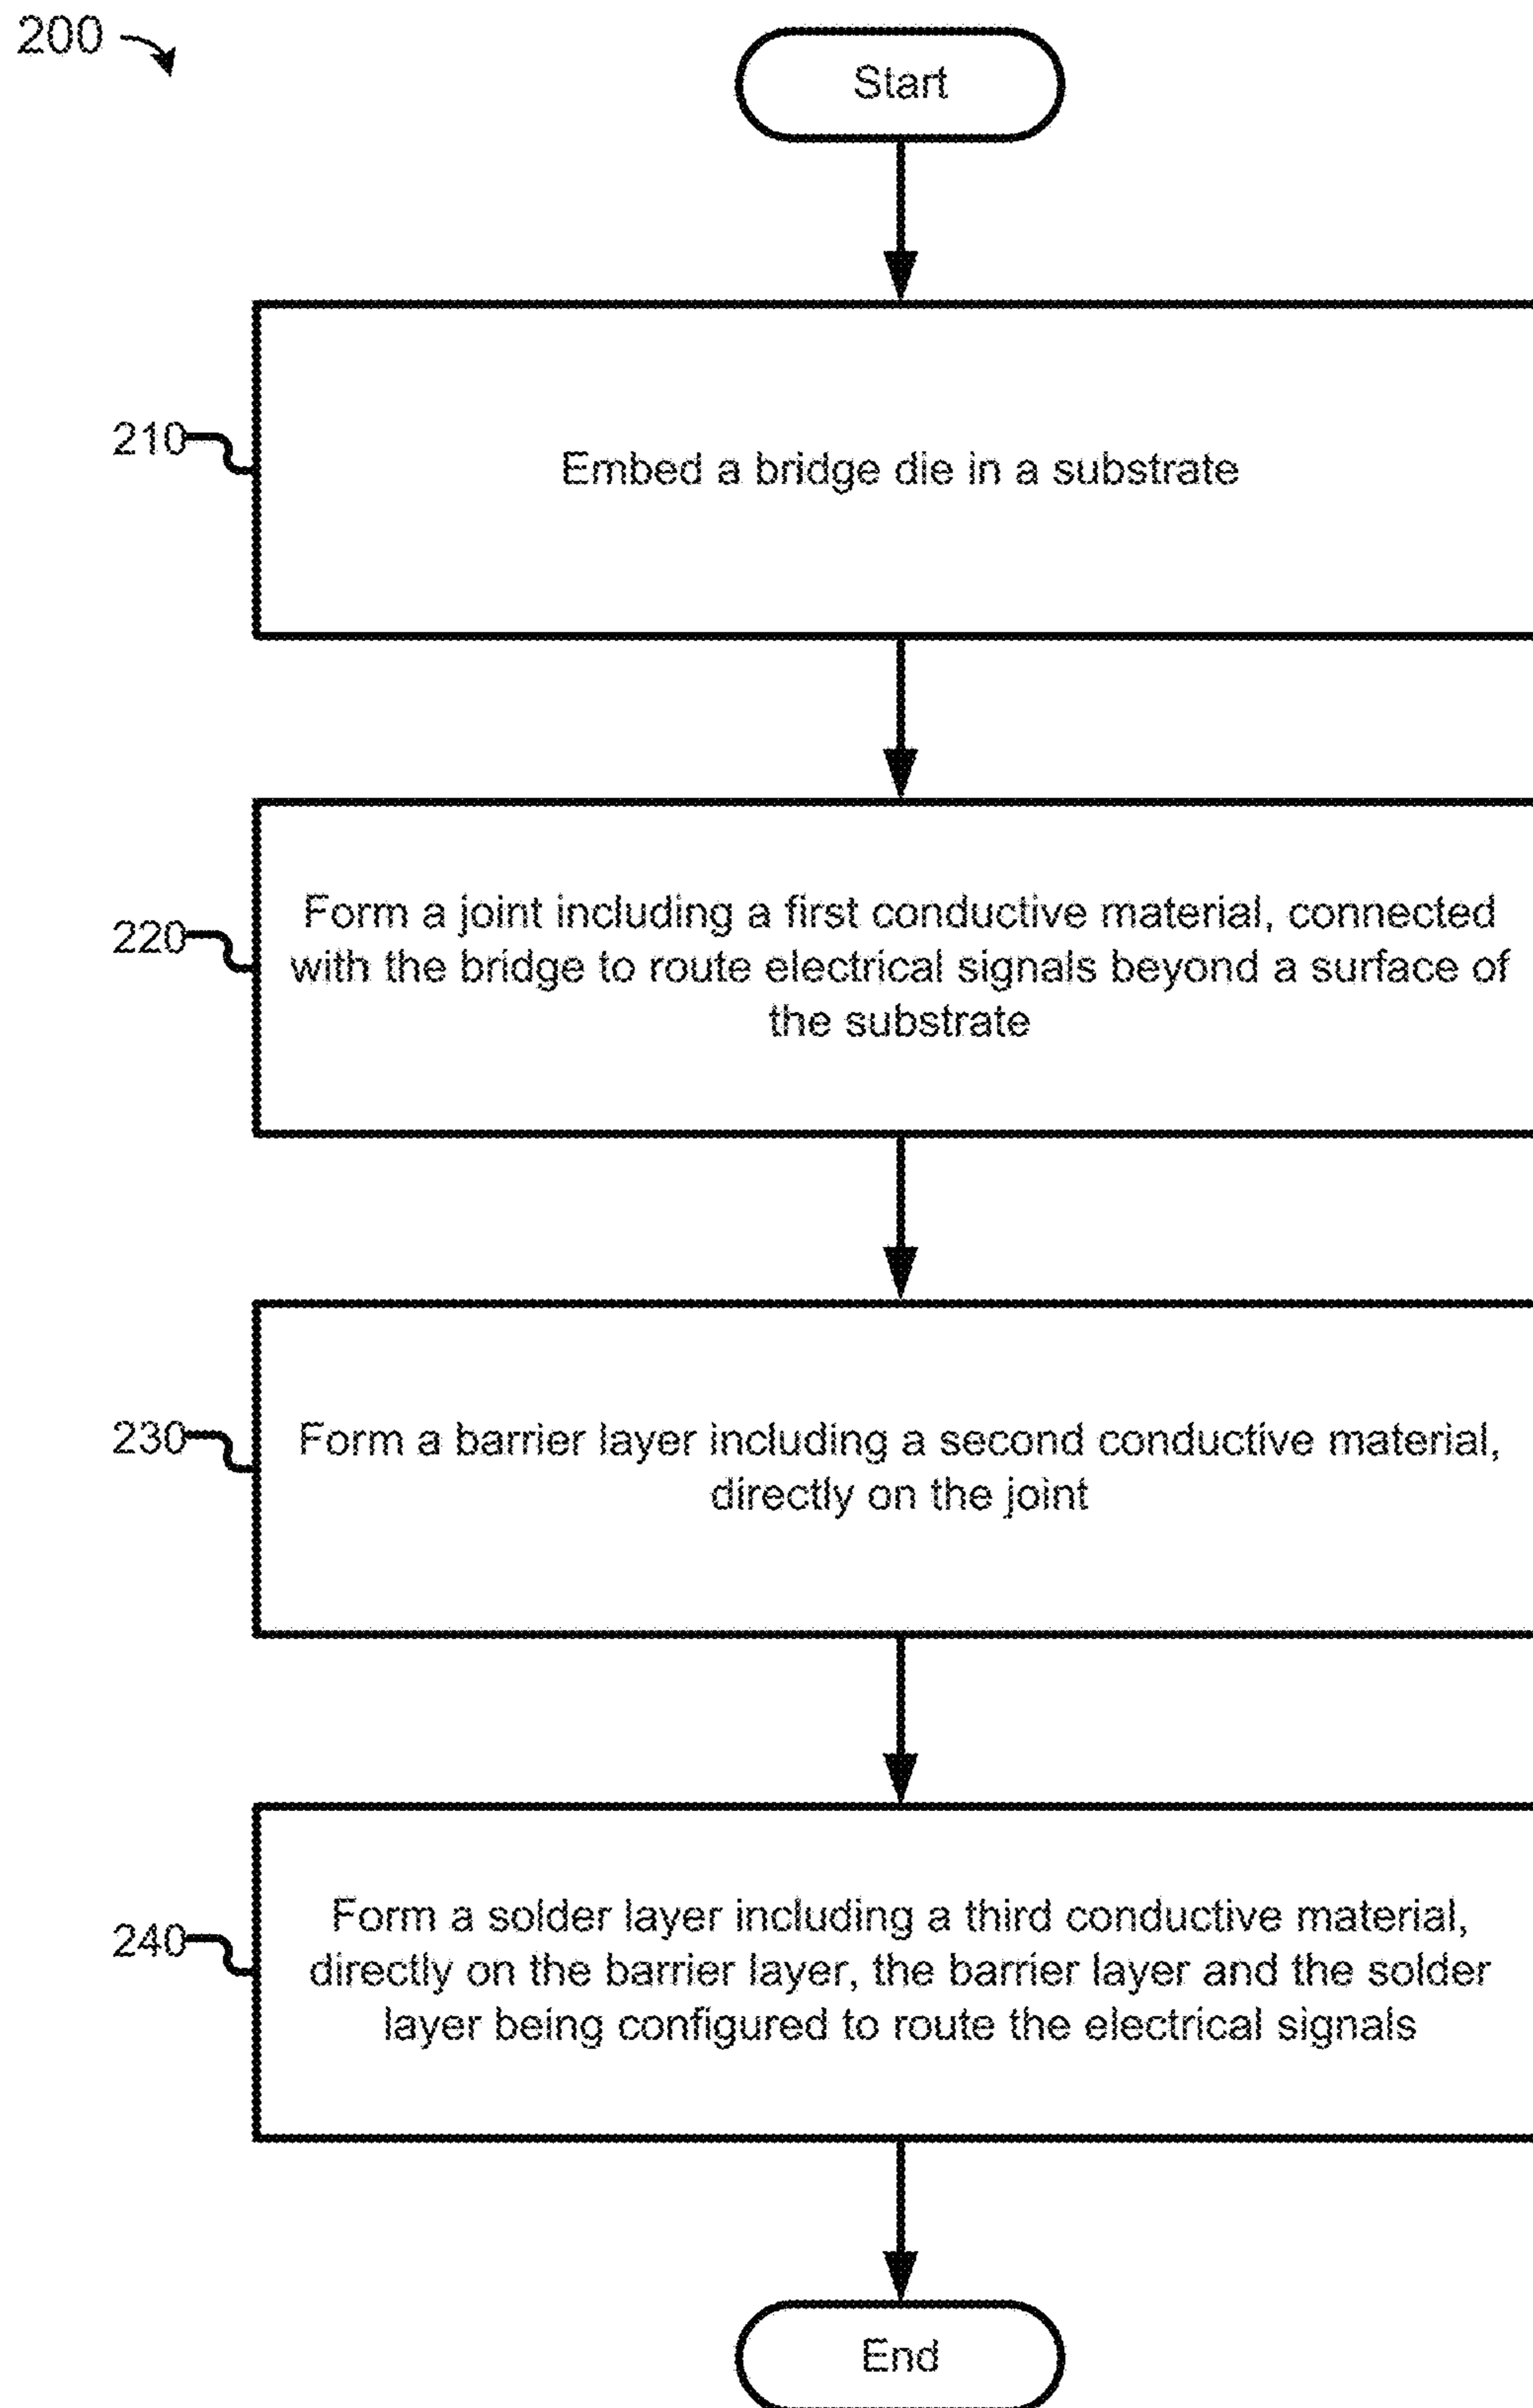 200
Start
210
Embed a bridge die in a substrate
220
Form a joint including a first conductive material, connected
with the bridge to route electrical signals beyond a surface of
the substrate
230
Form a barrier layer including a second conductive material,
directly on the joint
240
Form a solder layer including a third conductive material,
directly on the barrier layer, the barrier layer and the solder
layer being configured to route the electrical signals
End